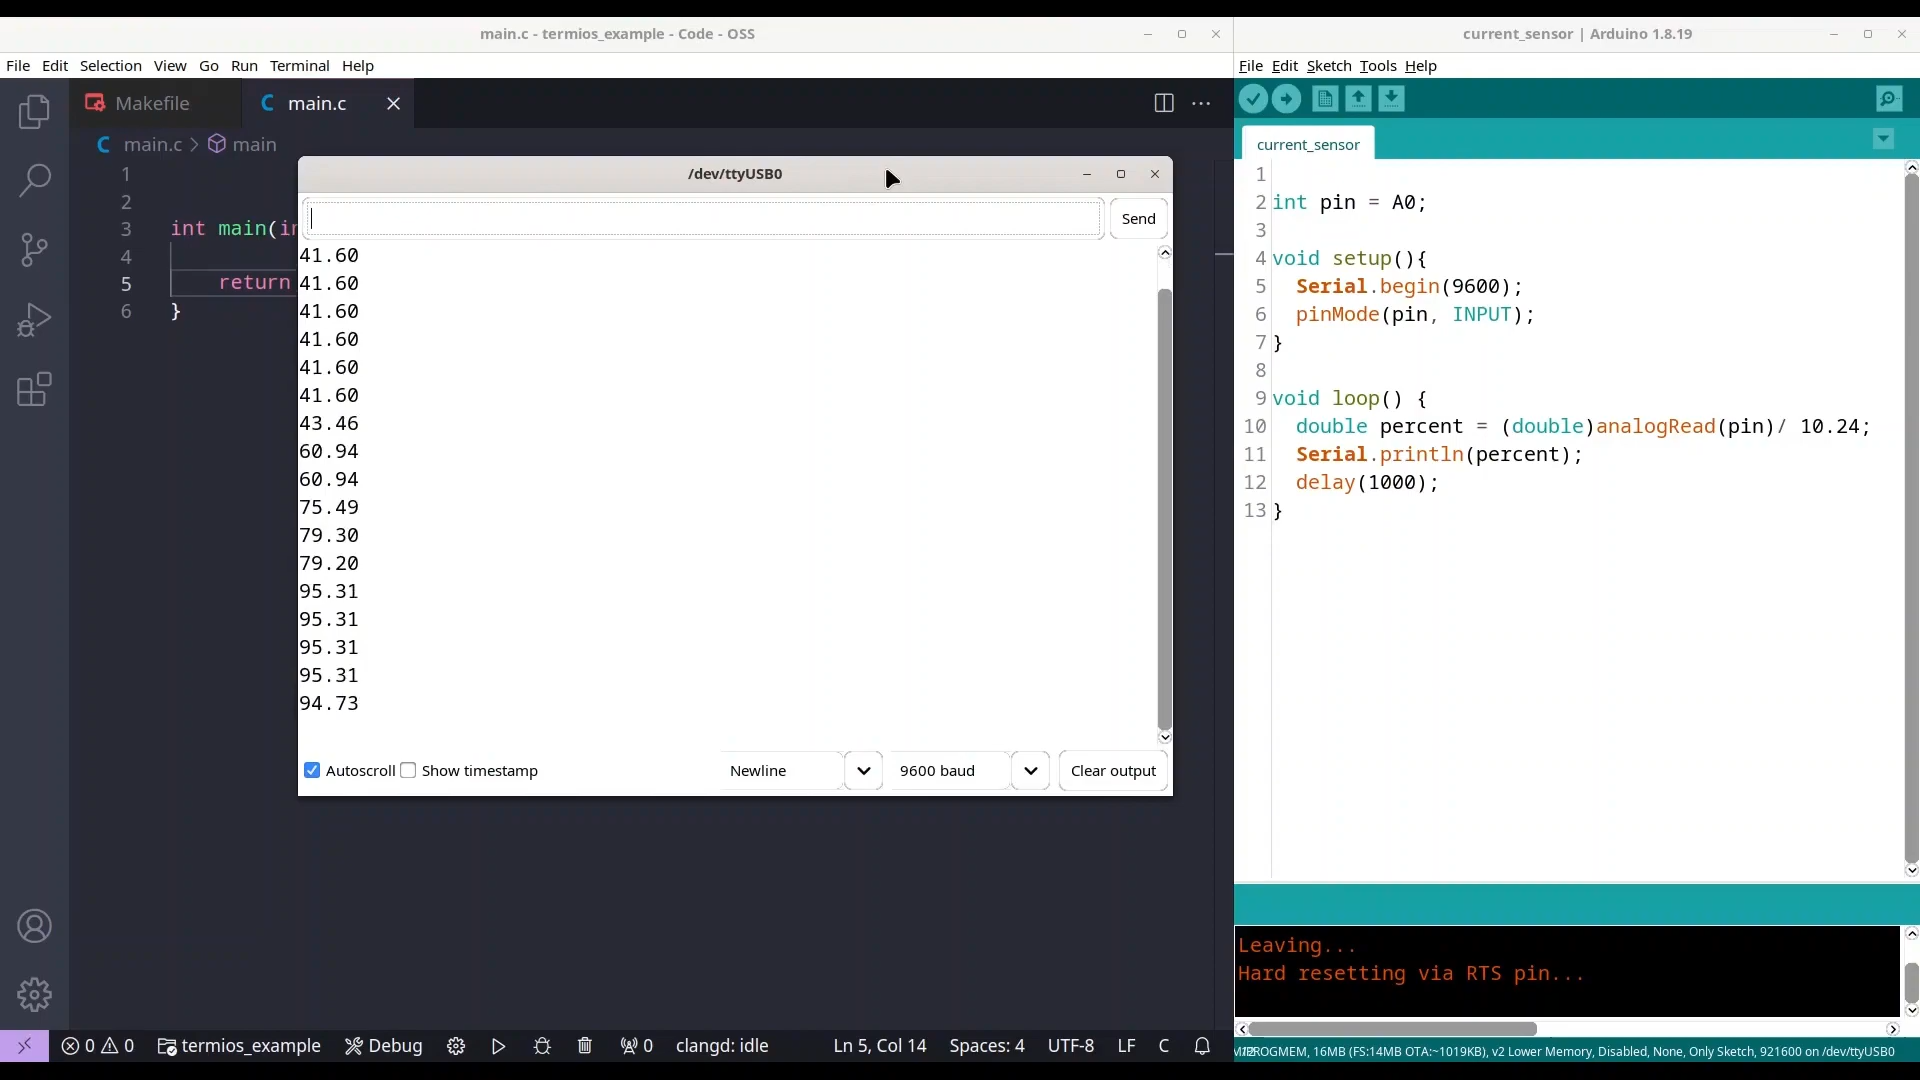 main.c - termios_example - Code - OSS
File Edit Selection View Go Run Terminal Help
Makefile
main.c
main.c > main
1
2
3 int main(in
4
5 return
6 }
/dev/ttyUSB0
Send
41.60
41.60
41.60
41.60
41.60
41.60
43.46
60.94
60.94
75.49
79.30
79.20
95.31
95.31
95.31
95.31
94.73
Autoscroll Show timestamp Newline 9600 baud Clear output
0 0 termios_example Debug 0 clangd: idle Ln 5, Col 14 Spaces: 4 UTF-8 LF C
current_sensor | Arduino 1.8.19
File Edit Sketch Tools Help
current_sensor
1
2 int pin = A0;
3
4 void setup(){
5 Serial.begin(9600);
6 pinMode(pin, INPUT);
7 }
8
9 void loop() {
10 double percent = (double)analogRead(pin)/ 10.24;
11 Serial.println(percent);
12 delay(1000);
13 }
Leaving...
Hard resetting via RTS pin...
PROGMEM, 16MB (FS:14MB OTA:~1019KB), v2 Lower Memory, Disabled, None, Only Sketch, 921600 on /dev/ttyUSB0